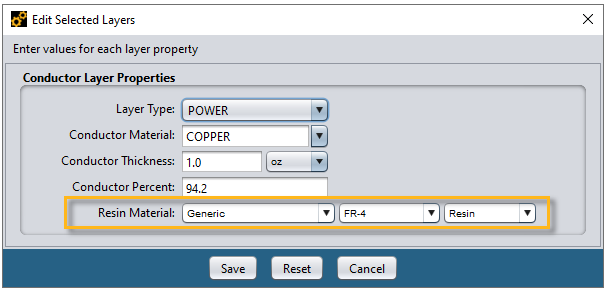 Edit Selected Layers
Enter values for each layer property
Conductor Layer Properties
Layer Type: POWER
Conductor Material: COPPER
Conductor Thickness: 1.0 oz
Conductor Percent: 94.2
Resin Material: Generic FR-4 Resin
Save Reset Cancel